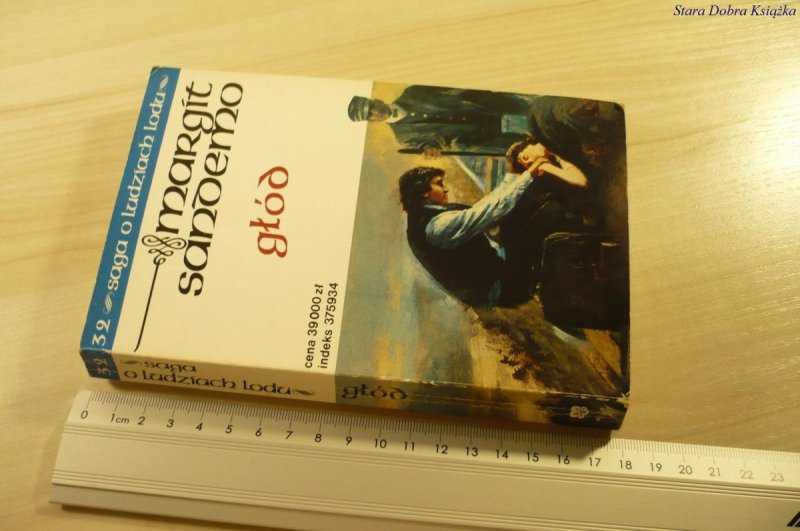 Stara Dobra Książka
32 saga o ludziach lodu
margit
sandemo
głód
cena 39000 zł
indeks 375934
32
saga
o ludziach lodu
głód
0 1cm 2 3 4 5 6 7 8 9 10 11 12 13 14 15 16 17 18 19 20 21 22 23